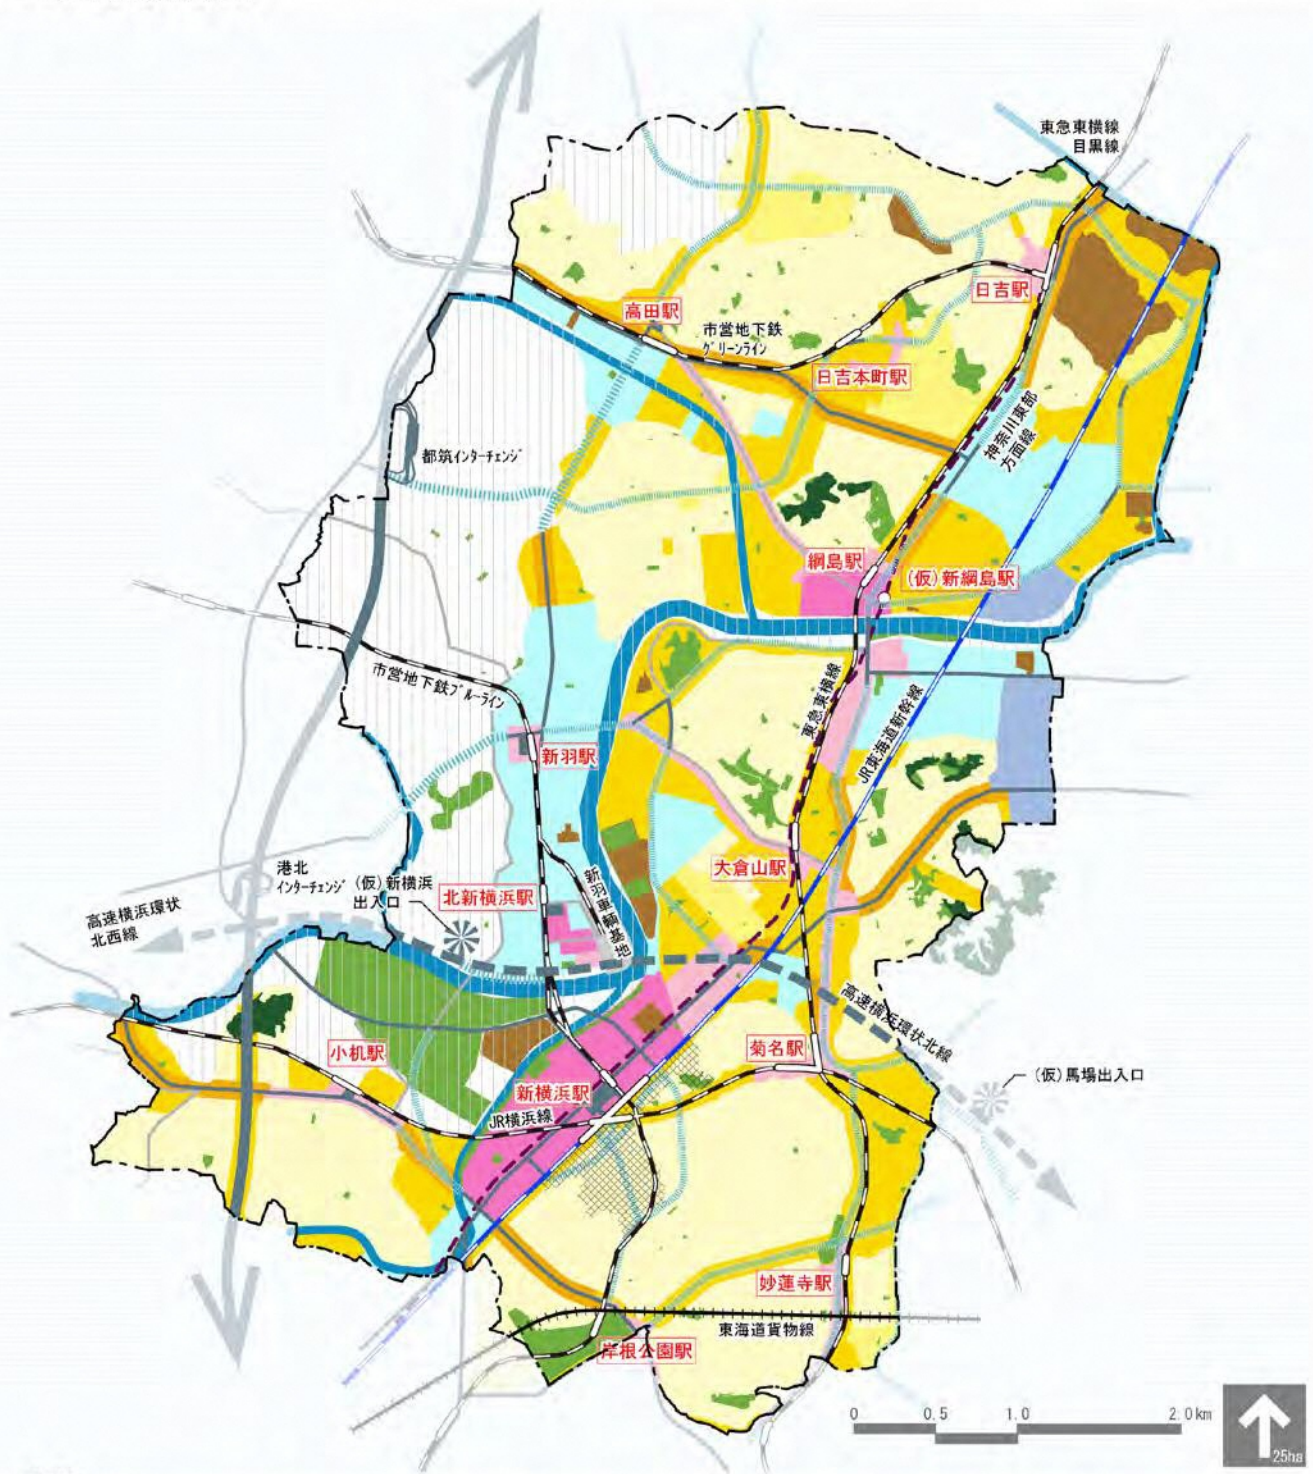 東急東横線
目黒線
日吉駅
高田駅
市営地下鉄
グリーンライン
日吉本町駅
神奈川東部
方面線
都筑インターチェンジ
綱島駅
(仮)新綱島駅
市営地下鉄ブルーライン
東急東横線
JR東海道新幹線
新羽駅
大倉山駅
港北
インターチェンジ
(仮)新横浜
出入口
北新横浜駅
新羽車輌基地
高速横浜環状
北西線
高速横浜環状北線
小机駅
菊名駅
(仮)馬場出入口
新横浜駅
JR横浜線
妙蓮寺駅
東海道貨物線
岸根公園駅
0 0.5 1.0 2.0km
25ha